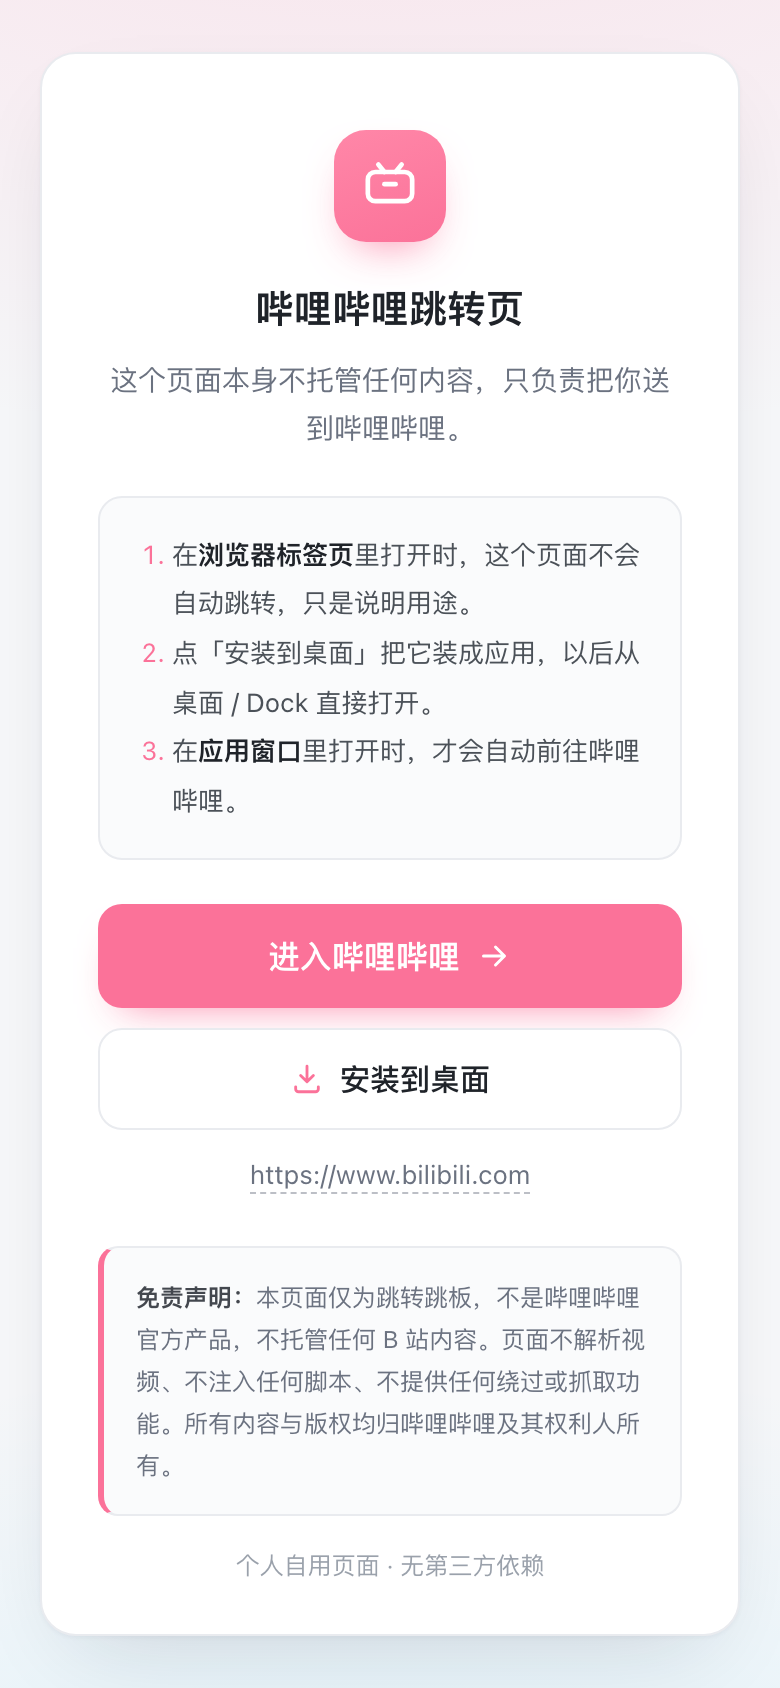 哔哩哔哩跳转页
这个页面本身不托管任何内容，只负责把你送
到哔哩哔哩。
1. 在浏览器标签页里打开时，这个页面不会
自动跳转，只是说明用途。
2. 点「安装到桌面」把它装成应用，以后从
桌面 / Dock 直接打开。
3. 在应用窗口里打开时，才会自动前往哔哩
哔哩。
进入哔哩哔哩 →
安装到桌面
https://www.bilibili.com
免责声明：本页面仅为跳转跳板，不是哔哩哔哩
官方产品，不托管任何 B 站内容。页面不解析视
频、不注入任何脚本、不提供任何绕过或抓取功
能。所有内容与版权均归哔哩哔哩及其权利人所
有。
个人自用页面 · 无第三方依赖